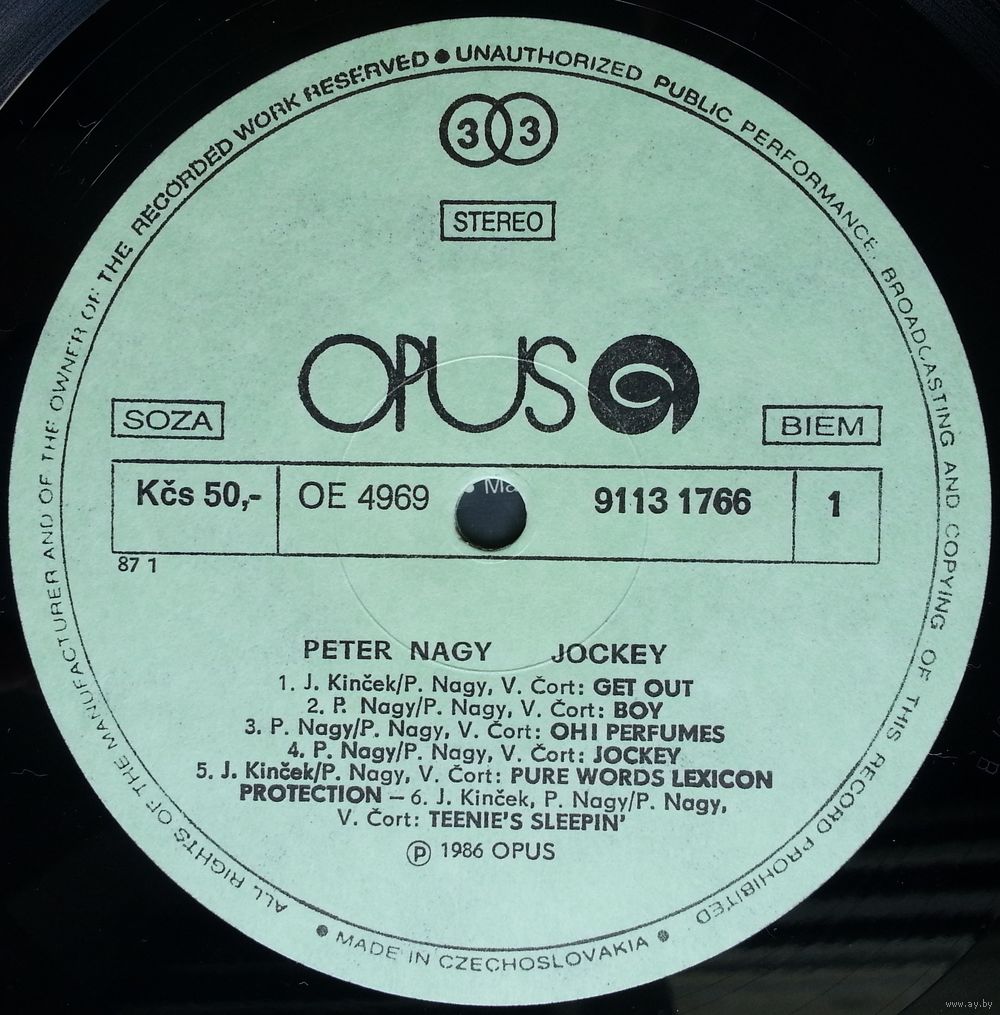 ALL RIGHTS OF THE MANUFACTURER AND OF THE OWNER OF THE RECORDED WORK RESERVED ● UNAUTHORIZED PUBLIC PERFORMANCE, BROADCASTING AND COPYING OF THIS RECORD PROHIBITED
33
STEREO
OPUS
SOZA
BIEM
Kčs 50,-
OE 4969
9113 1766
1
87 1
PETER NAGY JOCKEY
1. J. Kinček/P. Nagy, V. Čort: GET OUT
2. P. Nagy/P. Nagy, V. Čort: BOY
3. P. Nagy/P. Nagy, V. Čort: OH! PERFUMES
4. P. Nagy/P. Nagy, V. Čort: JOCKEY
5. J. Kinček/P. Nagy, V. Čort: PURE WORDS LEXICON
PROTECTION – 6. J. Kinček, P. Nagy/P. Nagy,
V. Čort: TEENIE'S SLEEPIN'
Ⓟ 1986 OPUS
● MADE IN CZECHOSLOVAKIA ●
www.ay.by